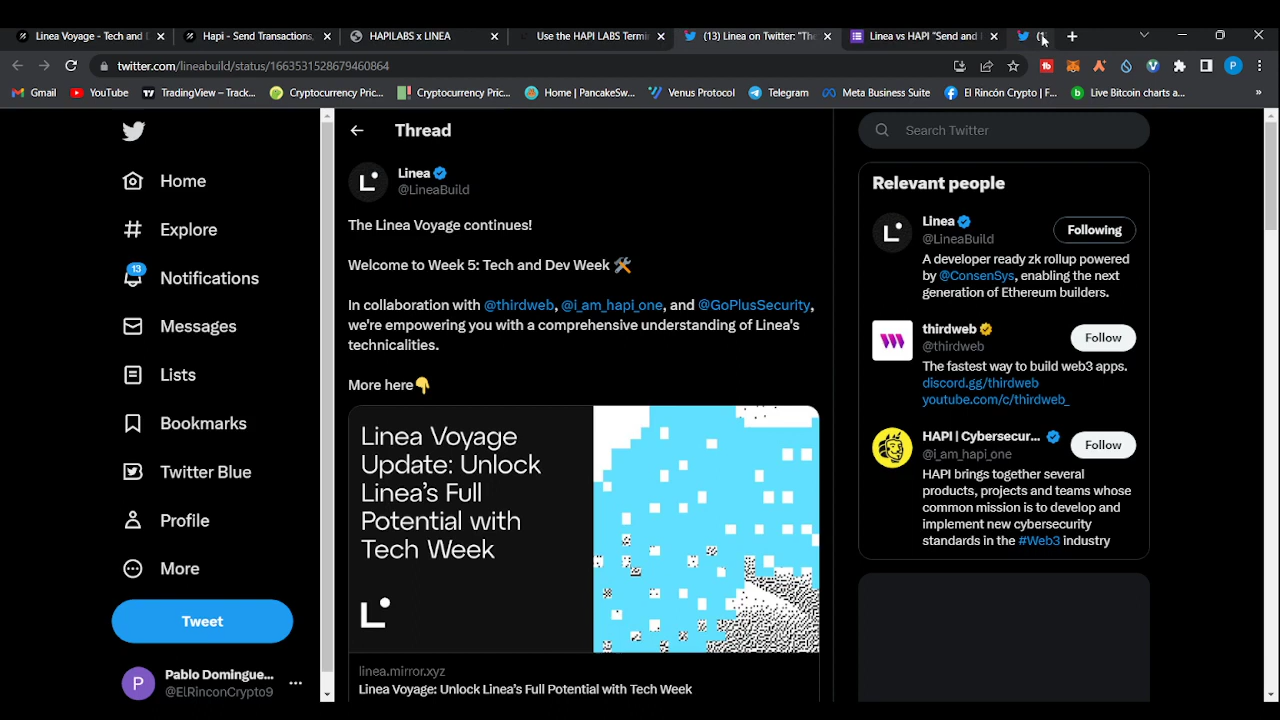 Linea Voyage - Tech and D
Hapi - Send Transactions,
HAPILABS x LINEA
Use the HAPI LABS Termin
(13) Linea on Twitter: "The
Linea vs HAPI "Send and
twitter.com/lineabuild/status/1663531528679460864
Gmail
YouTube
TradingView – Track...
Cryptocurrency Pric...
Cryptocurrency Pric...
Home | PancakeSw...
Venus Protocol
Telegram
Meta Business Suite
El Rincón Crypto | F...
Live Bitcoin charts a...
»
Home
Explore
13
Notifications
Messages
Lists
Bookmarks
Twitter Blue
Profile
More
Tweet
Pablo Domingue...
@ElRinconCrypto9
Thread
Linea
@LineaBuild
The Linea Voyage continues!
Welcome to Week 5: Tech and Dev Week 🛠️
In collaboration with @thirdweb, @i_am_hapi_one, and @GoPlusSecurity,
we're empowering you with a comprehensive understanding of Linea's
technicalities.
More here👇
Linea Voyage
Update: Unlock
Linea's Full
Potential with
Tech Week
linea.mirror.xyz
Linea Voyage: Unlock Linea's Full Potential with Tech Week
Search Twitter
Relevant people
Linea
@LineaBuild
Following
A developer ready zk rollup powered
by @ConsenSys, enabling the next
generation of Ethereum builders.
thirdweb
@thirdweb
Follow
The fastest way to build web3 apps.
discord.gg/thirdweb
youtube.com/c/thirdweb_
HAPI | Cybersecur...
@i_am_hapi_one
Follow
HAPI brings together several
products, projects and teams whose
common mission is to develop and
implement new cybersecurity
standards in the #Web3 industry